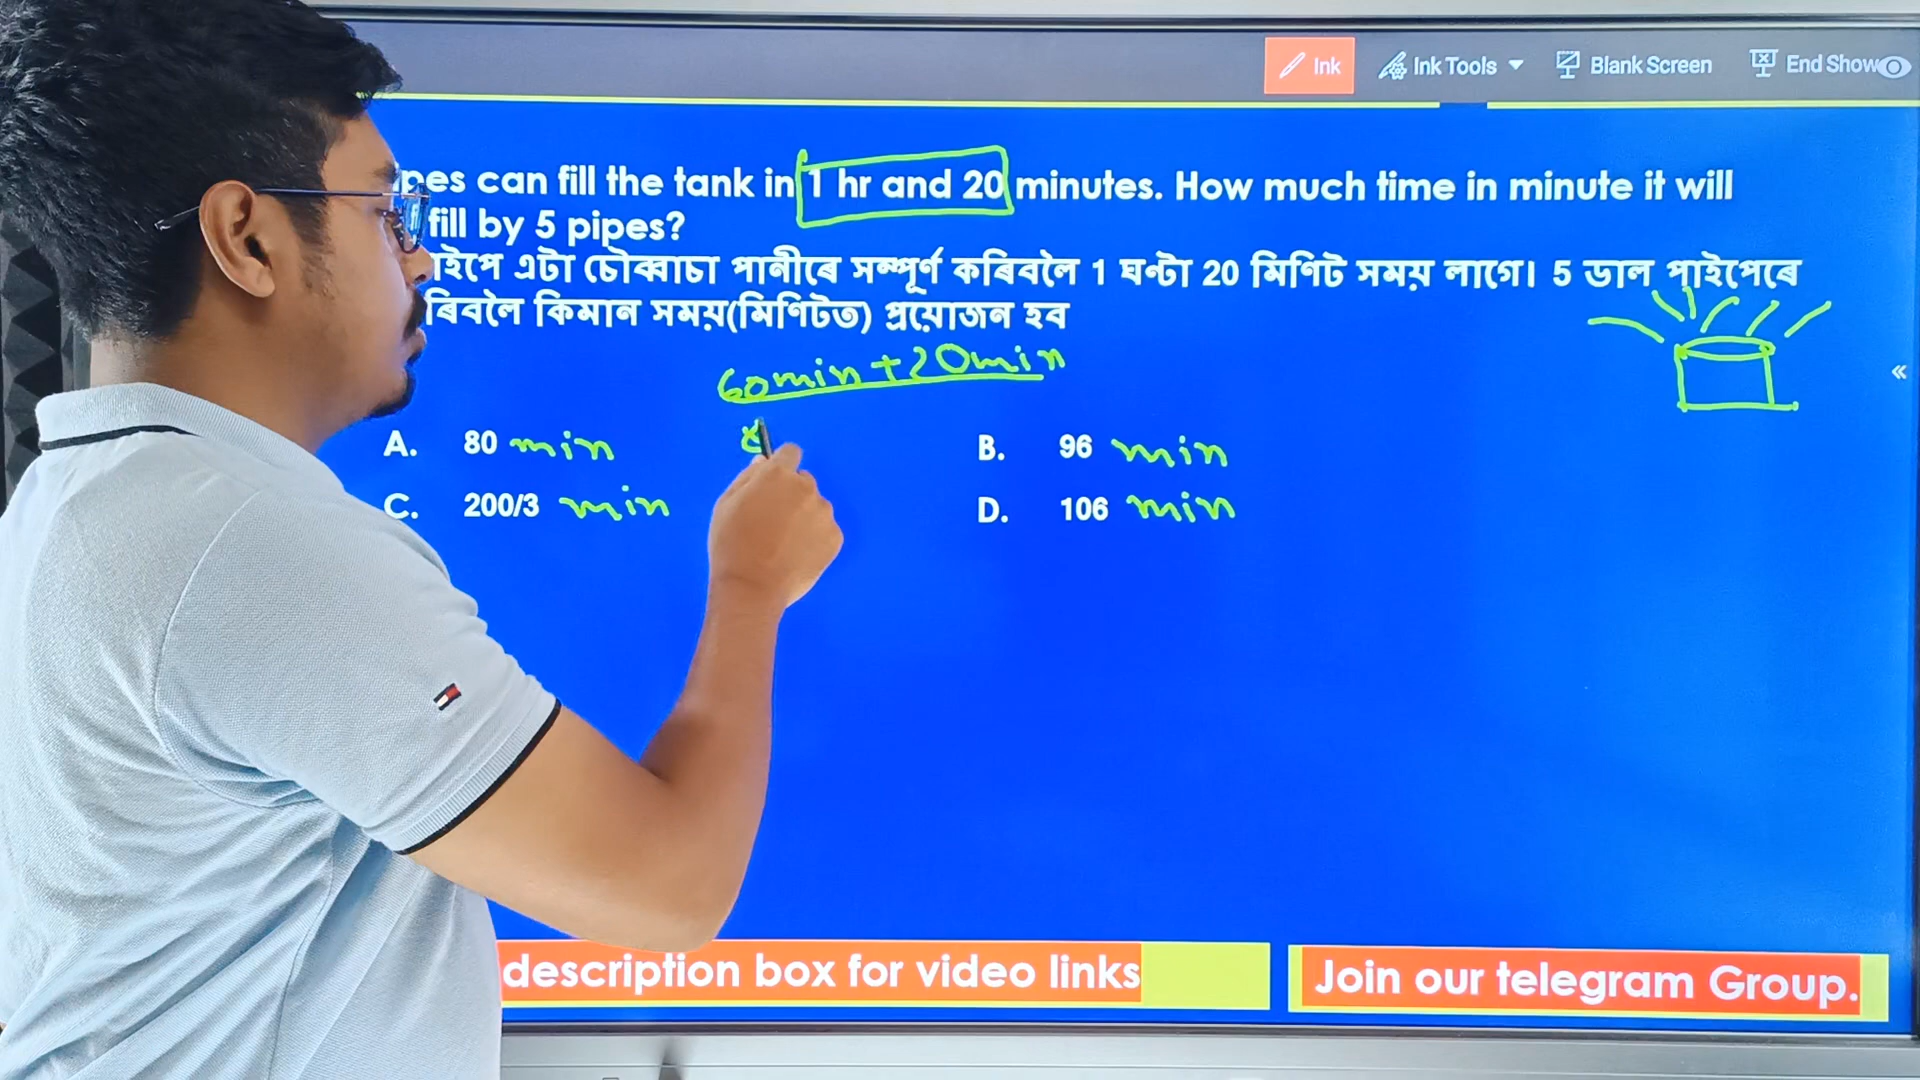 Ink Ink Tools Blank Screen End Show
pes can fill the tank in 1 hr and 20 minutes. How much time in minute it will
fill by 5 pipes?
াইপে এটা চৌব্বাচা পানীৰে সম্পূৰ্ণ কৰিবলৈ 1 ঘণ্টা 20 মিণিট সময় লাগে। 5 ডাল পাইপেৰে
ৰিবলৈ কিমান সময়(মিণিটত) প্ৰয়োজন হব
60min+20min
A. 80 min B. 96 min
C. 200/3 min D. 106 min
description box for video links Join our telegram Group.